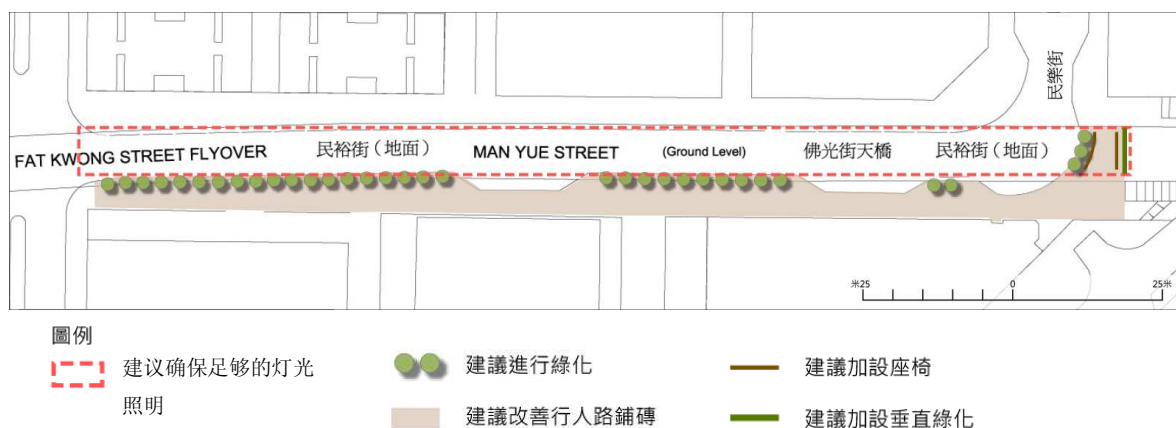 民樂街
FAT KWONG STREET FLYOVER 民裕街（地面） MAN YUE STREET (Ground Level) 佛光街天橋 民裕街（地面）
米25 0 25米
圖例
建议确保足够的灯光
照明
建議進行綠化
建議加設座椅
建議改善行人路鋪磚
建議加設垂直綠化